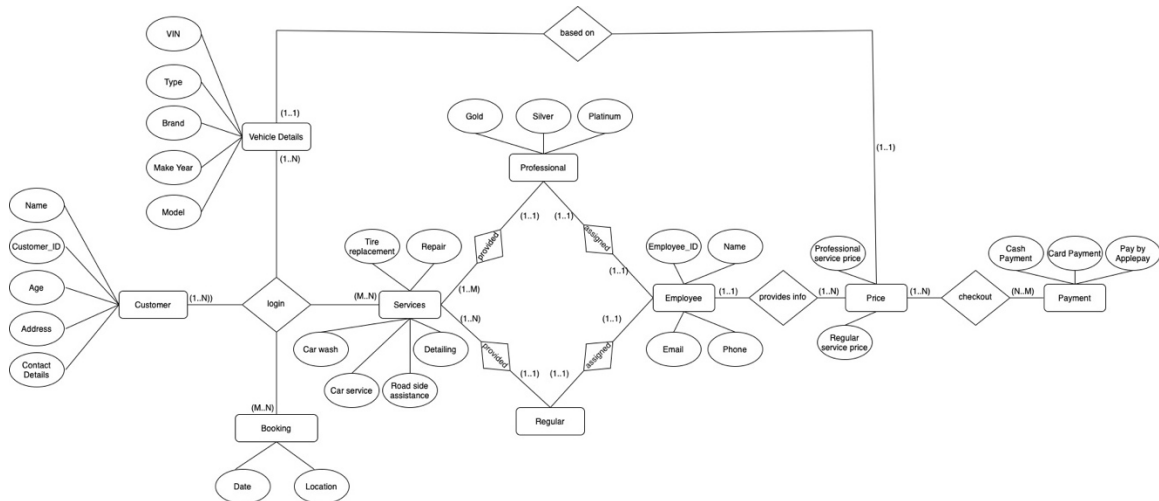 based on
VIN
Type
Brand
Make Year
Model
Vehicle Details
(1..1)
(1..N)
Gold
Silver
Platinum
Professional
(1..1)
(1..1)
(1..1)
provided
assigned
Name
Customer_ID
Age
Address
Contact
Details
Customer
(1..N))
login
(M..N)
Services
Tire
replacement
Repair
Car wash
Car service
Road side
assistance
Detailing
(1..M)
(1..N)
provided
assigned
(1..1)
(1..1)
Regular
(1..1)
(1..1)
Employee_ID
Name
Employee
Email
Phone
(1..1)
provides info
(1..N)
Professional
service price
Price
Regular
service price
(1..N)
checkout
(N..M)
Cash
Payment
Card Payment
Pay by
Applepay
Payment
(M..N)
Booking
Date
Location